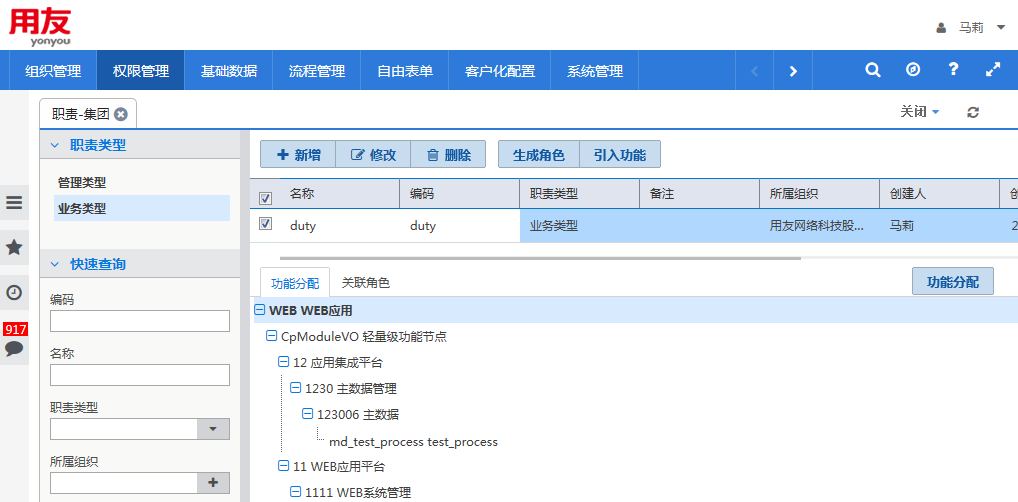 用友
yonyou
马莉
组织管理 权限管理 基础数据 流程管理 自由表单 客户化配置 系统管理
职责-集团
关闭
职责类型
管理类型
业务类型
快速查询
编码
名称
职责类型
所属组织
917
新增 修改 删除 生成角色 引入功能
名称 编码 职责类型 备注 所属组织 创建人
duty duty 业务类型 用友网络科技股... 马莉 2
功能分配 关联角色 功能分配
WEB WEB应用
CpModuleVO 轻量级功能节点
12 应用集成平台
1230 主数据管理
123006 主数据
md_test_process test_process
11 WEB应用平台
1111 WEB系统管理